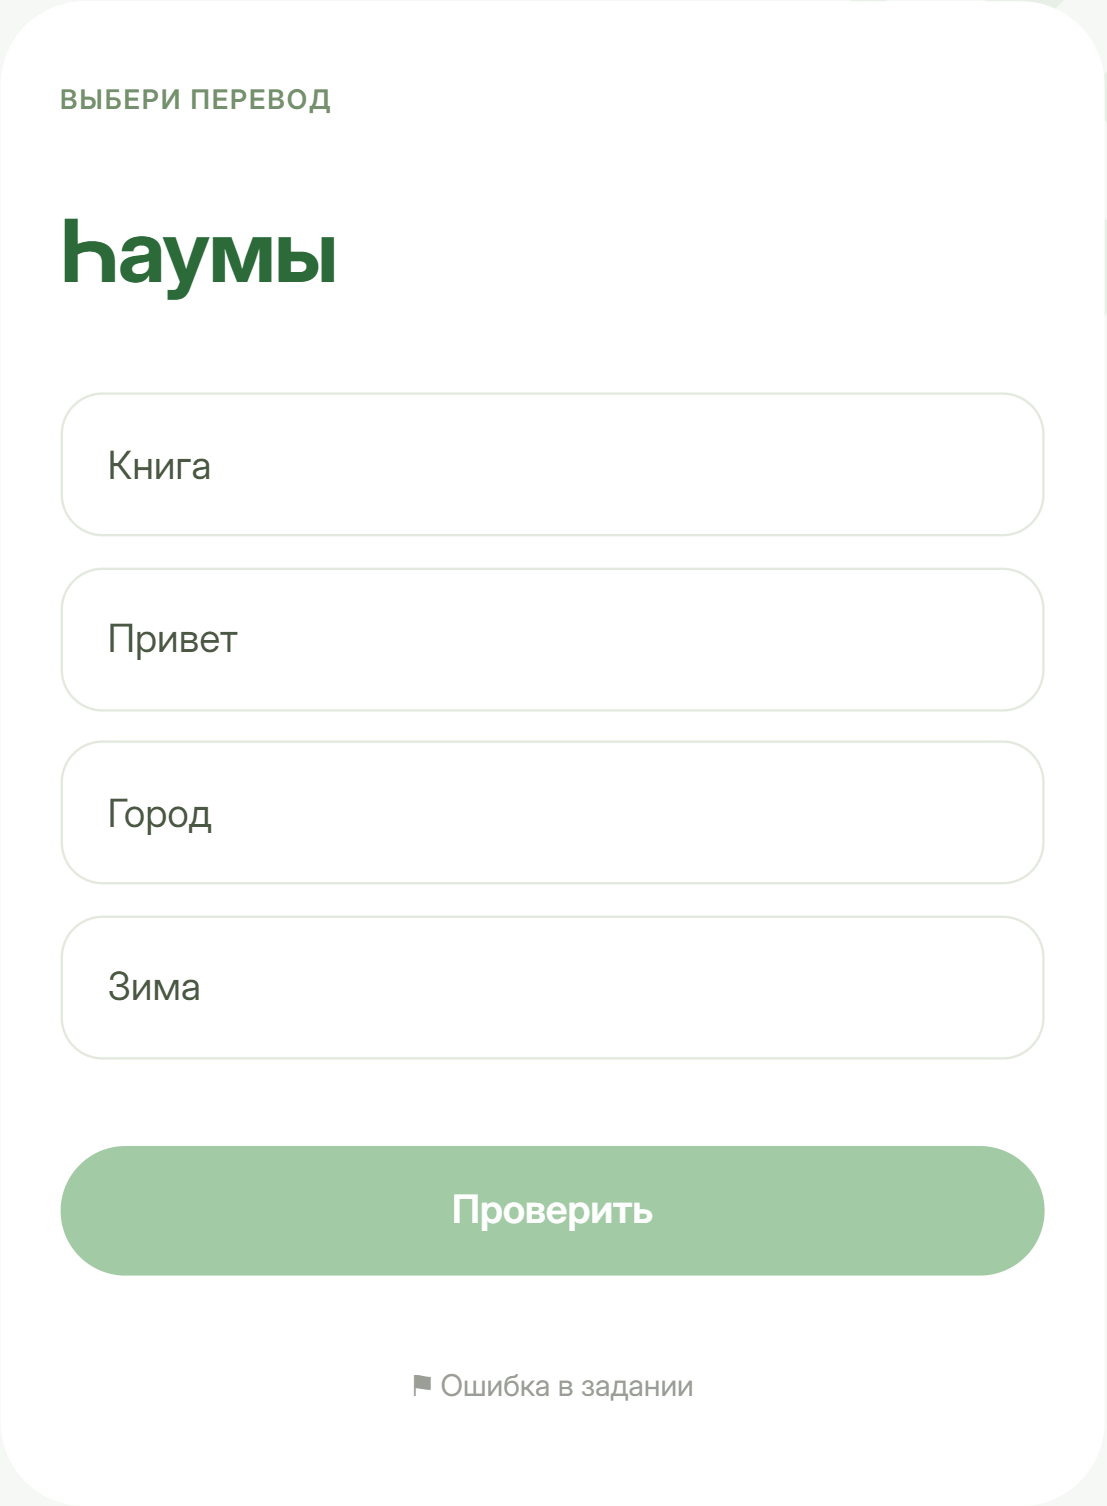 ВЫБЕРИ ПЕРЕВОД
Һаумы
Книга
Привет
Город
Зима
Проверить
⚑ Ошибка в задании